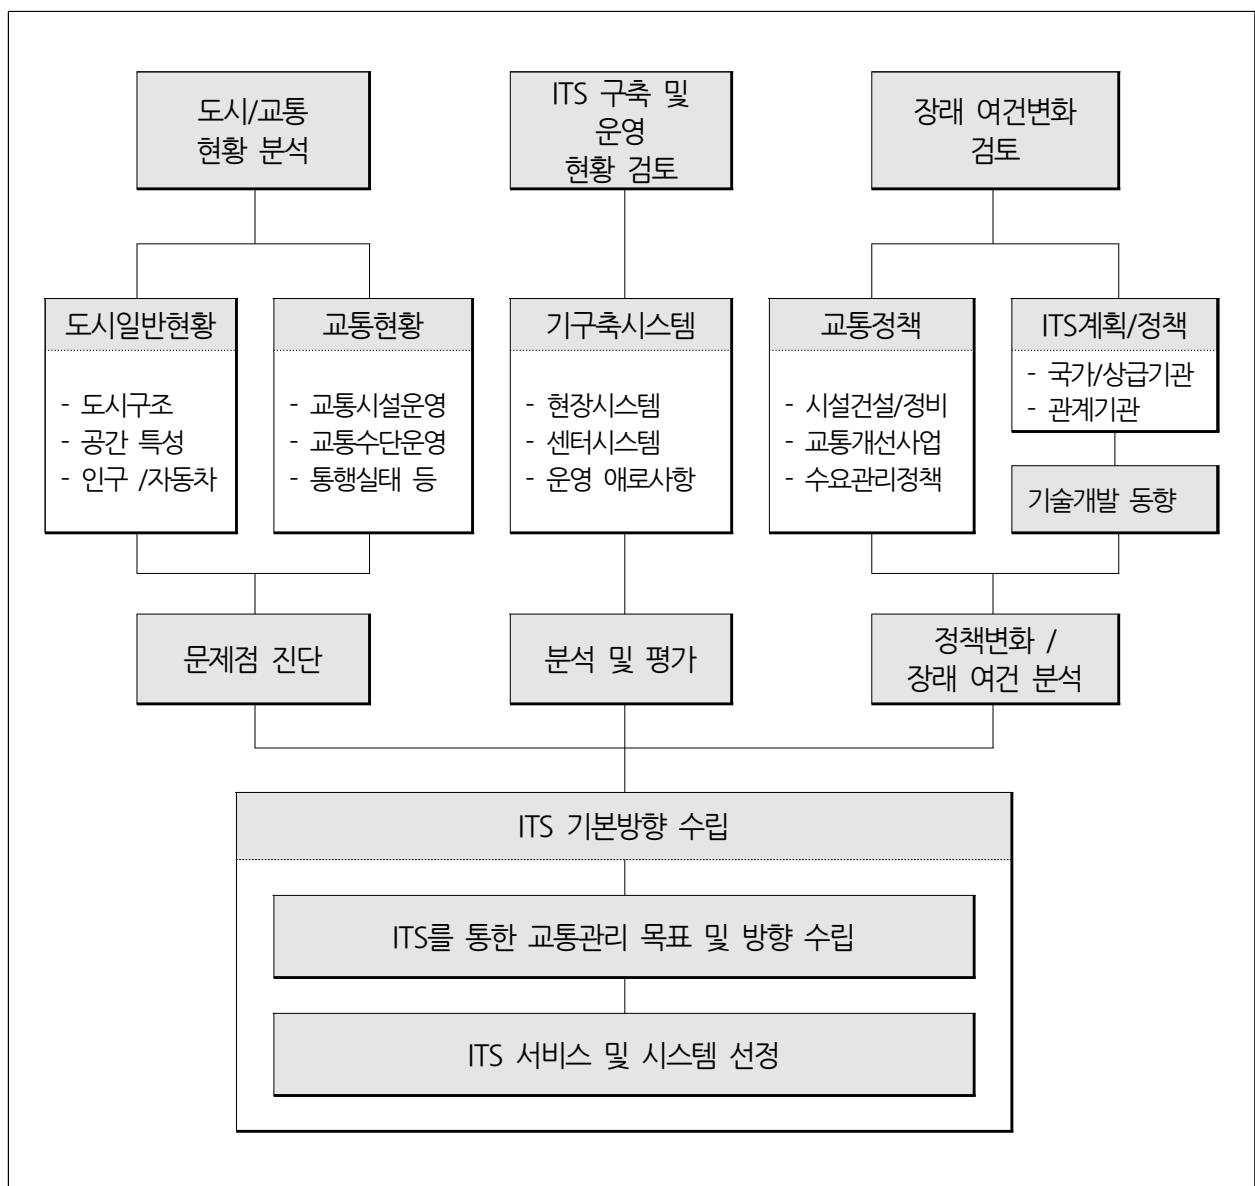 도시/교통
현황 분석
ITS 구축 및
운영
현황 검토
장래 여건변화
검토
도시일반현황
- 도시구조
- 공간 특성
- 인구 /자동차
교통현황
- 교통시설운영
- 교통수단운영
- 통행실태 등
기구축시스템
- 현장시스템
- 센터시스템
- 운영 애로사항
교통정책
- 시설건설/정비
- 교통개선사업
- 수요관리정책
ITS계획/정책
- 국가/상급기관
- 관계기관
기술개발 동향
문제점 진단
분석 및 평가
정책변화 /
장래 여건 분석
ITS 기본방향 수립
ITS를 통한 교통관리 목표 및 방향 수립
ITS 서비스 및 시스템 선정